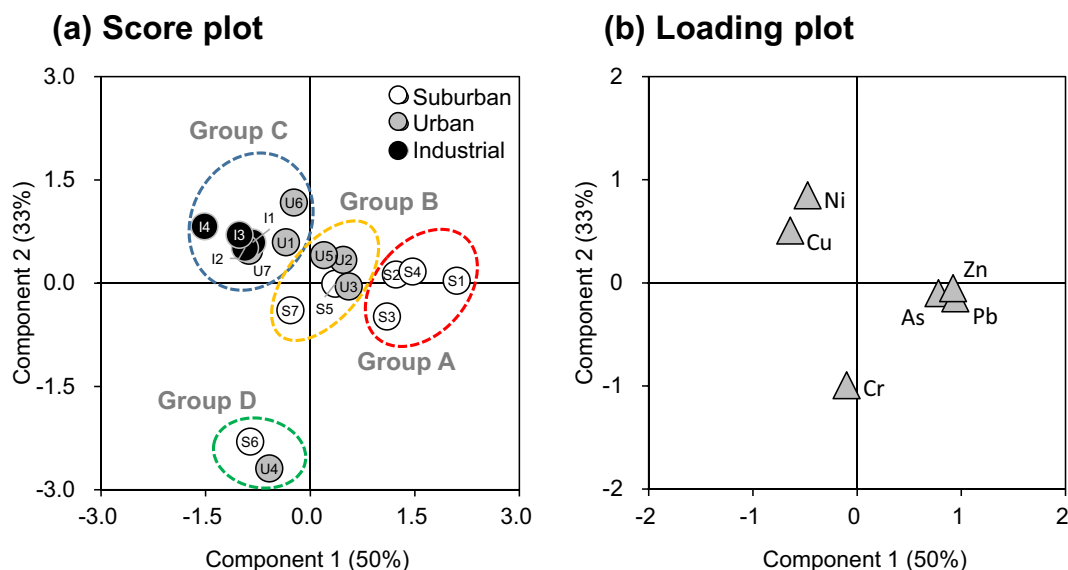 (a) Score plot
(b) Loading plot
3.0
1.5
0.0
-1.5
-3.0
-3.0
-1.5
0.0
1.5
3.0
Component 2 (33%)
Component 1 (50%)
Suburban
Urban
Industrial
Group C
Group B
Group A
Group D
U6
I4
I3
I1
U1
I2
U7
U5
U2
S2
S4
S1
U3
S5
S7
S3
S6
U4
2
1
0
-1
-2
-2
-1
0
1
2
Component 2 (33%)
Component 1 (50%)
Ni
Cu
Zn
As
Pb
Cr